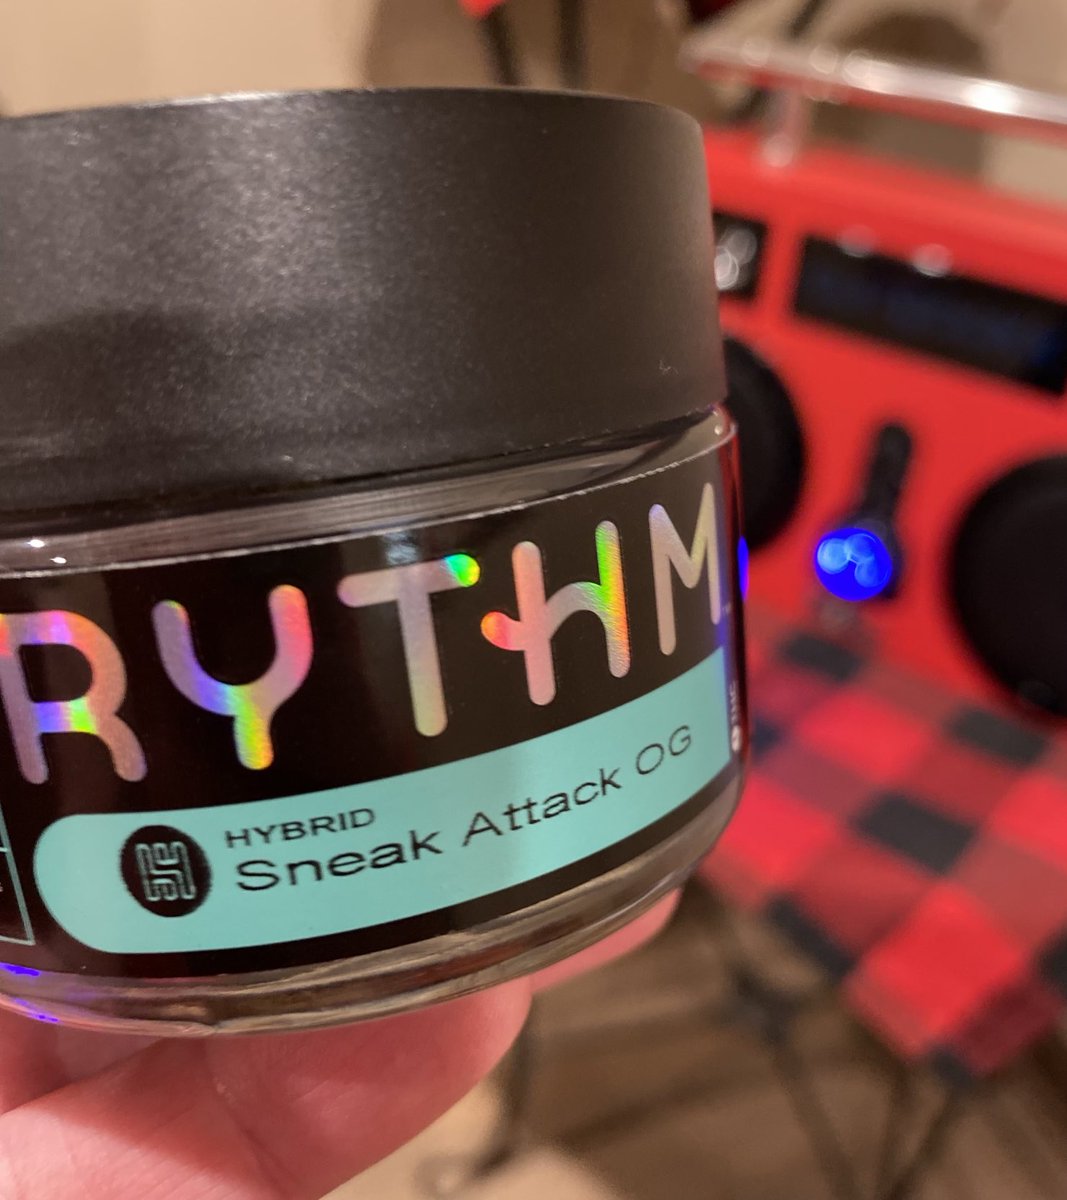 RYTHM
HYBRID
Sneak Attack OG